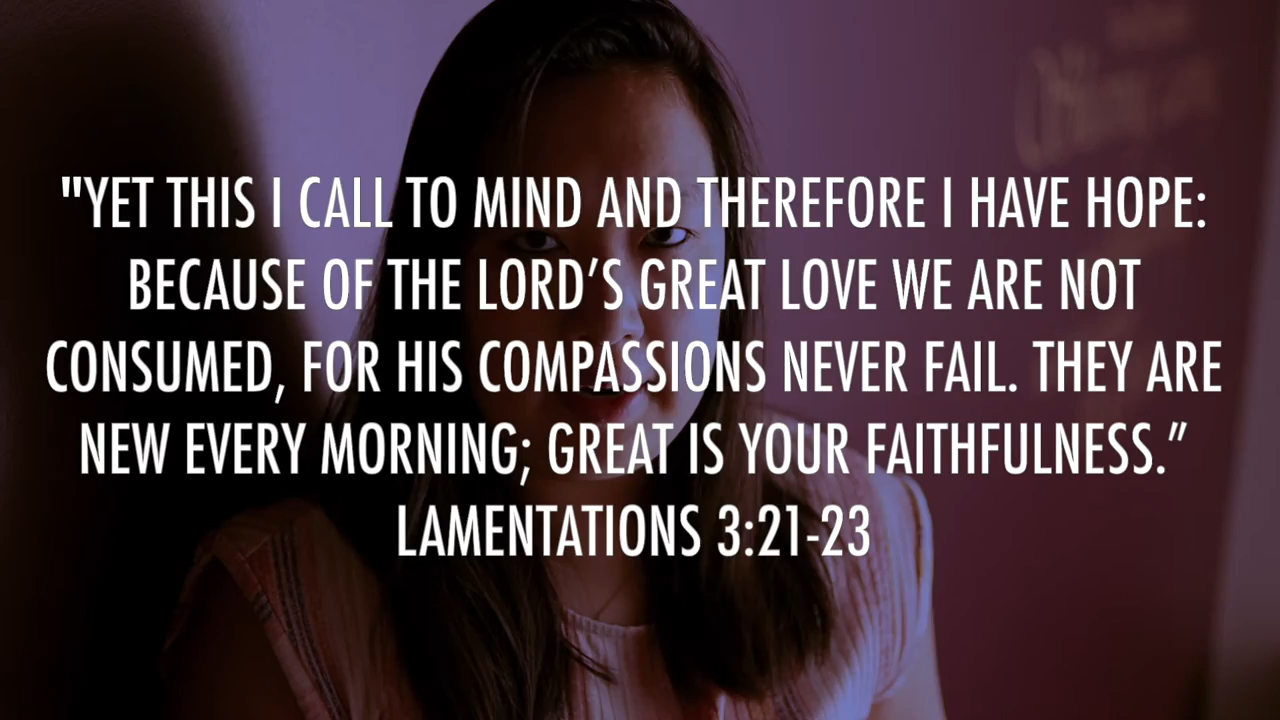 "YET THIS I CALL TO MIND AND THEREFORE I HAVE HOPE:
BECAUSE OF THE LORD’S GREAT LOVE WE ARE NOT
CONSUMED, FOR HIS COMPASSIONS NEVER FAIL. THEY ARE
NEW EVERY MORNING; GREAT IS YOUR FAITHFULNESS.”
LAMENTATIONS 3:21-23